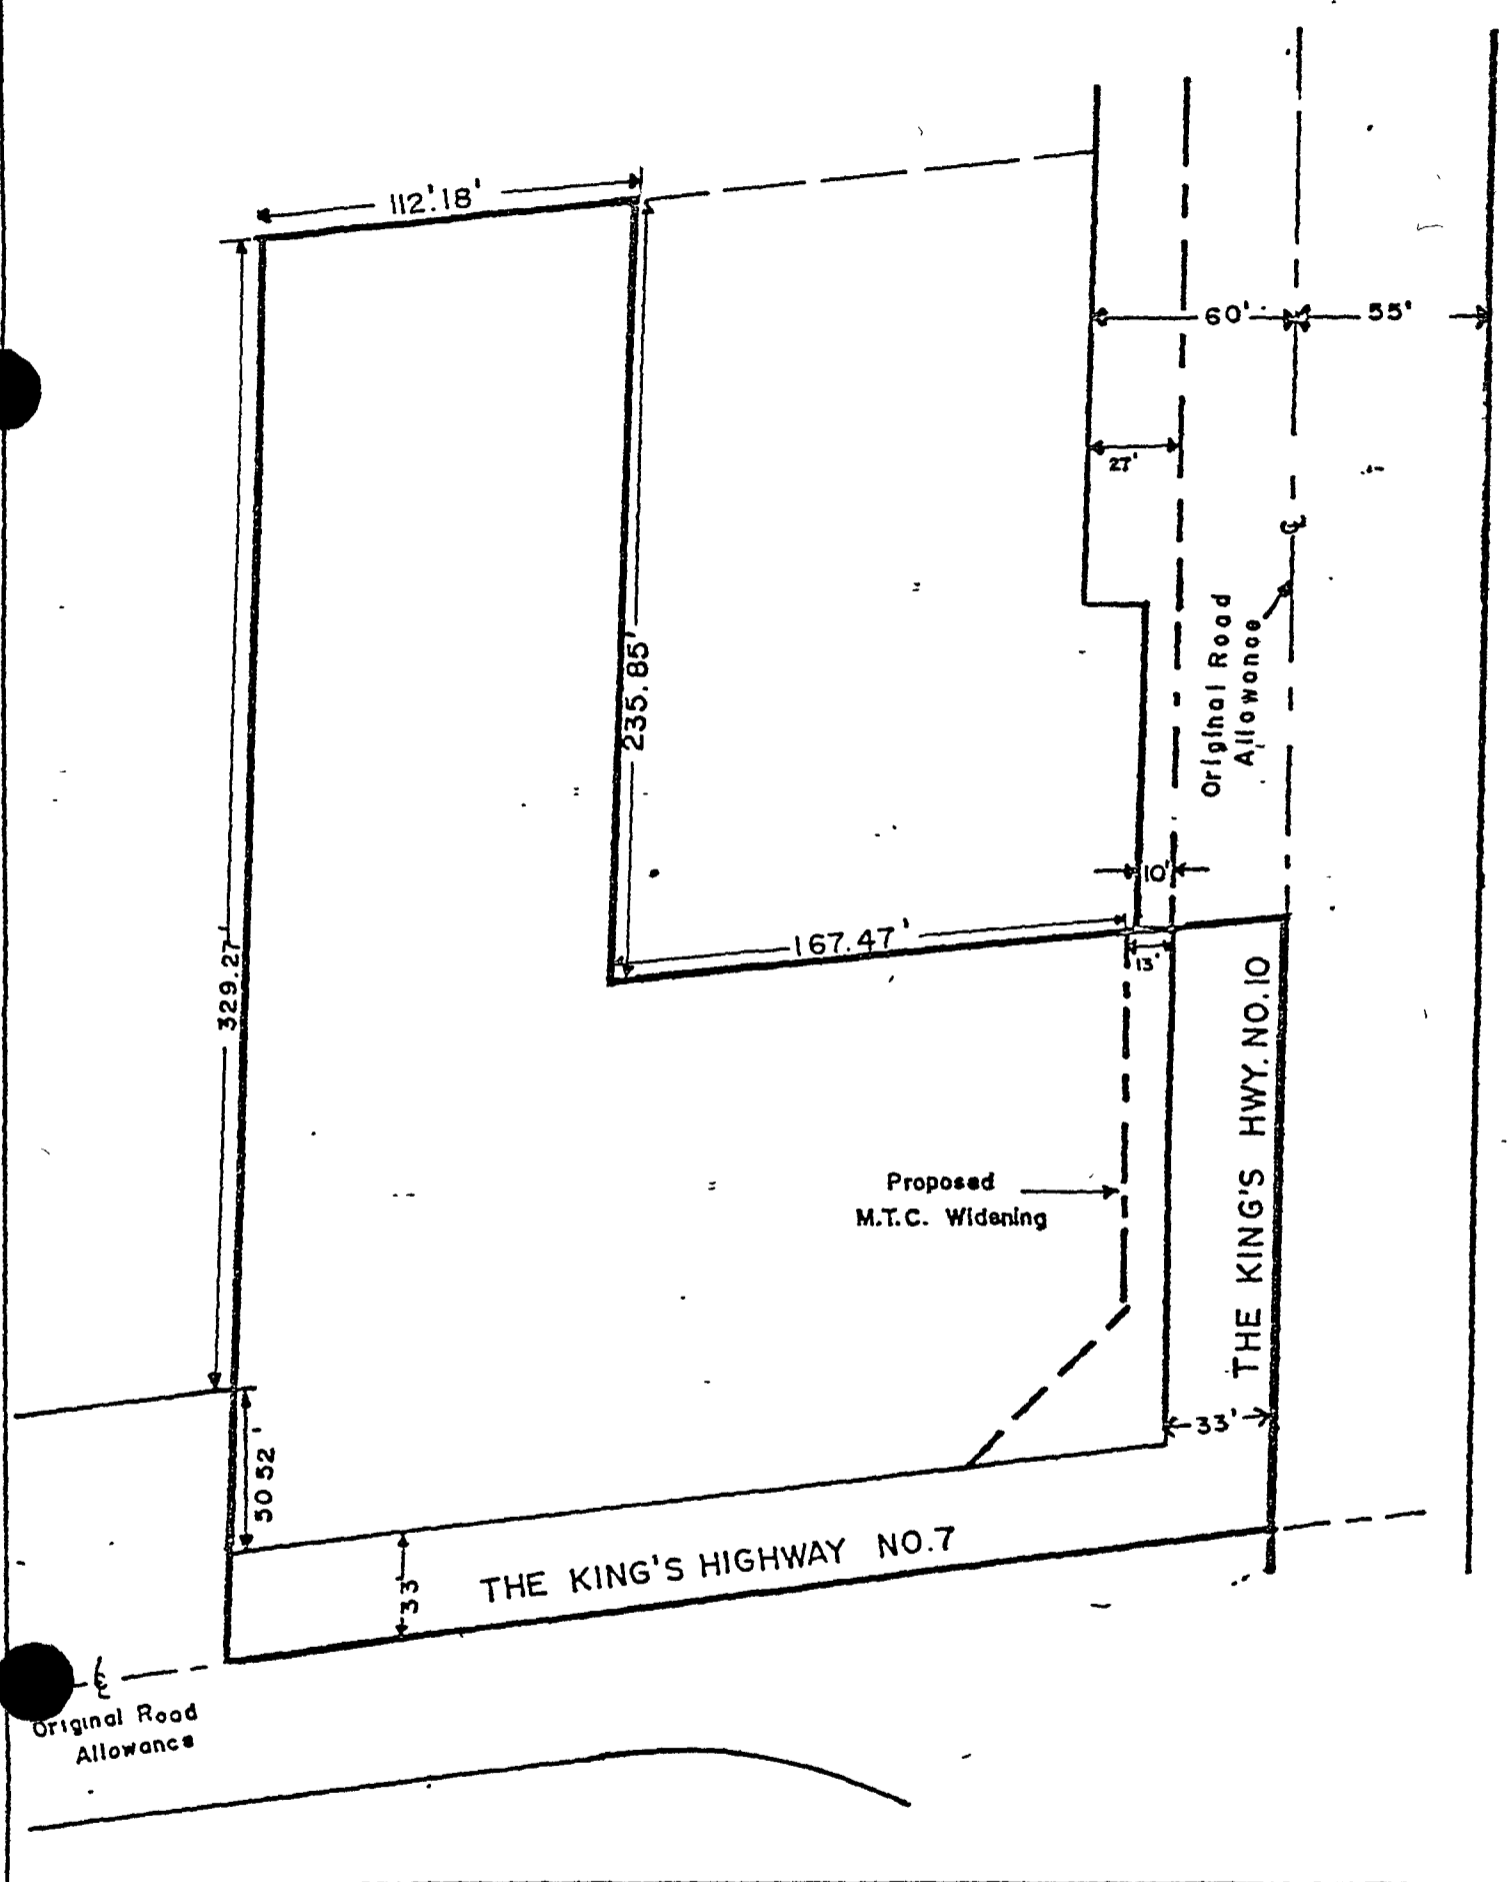 112'.18'
60'
55'
27'
Original Road
Allowance
235.85'
10'
167.47'
13'
329.27'
THE KING'S HWY. NO.10
Proposed
M.T.C. Widening
33'
50 52'
THE KING'S HIGHWAY NO.7
33'
Original Road
Allowance